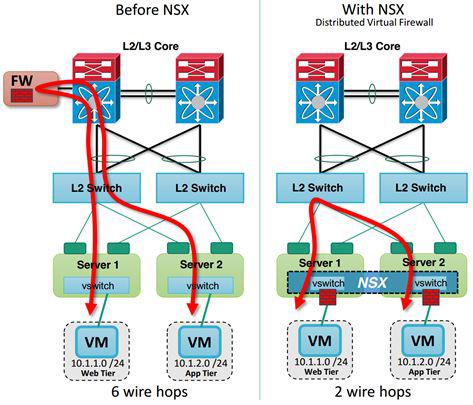 Before NSX
L2/L3 Core
FW
L2 Switch
L2 Switch
Server 1
vswitch
Server 2
vswitch
VM
10.1.1.0 /24
Web Tier
VM
10.1.2.0 /24
App Tier
6 wire hops
With NSX
Distributed Virtual Firewall
L2/L3 Core
L2 Switch
L2 Switch
Server 1
Server 2
vswitch
NSX
vswitch
VM
10.1.1.0 /24
Web Tier
VM
10.1.2.0 /24
App Tier
2 wire hops